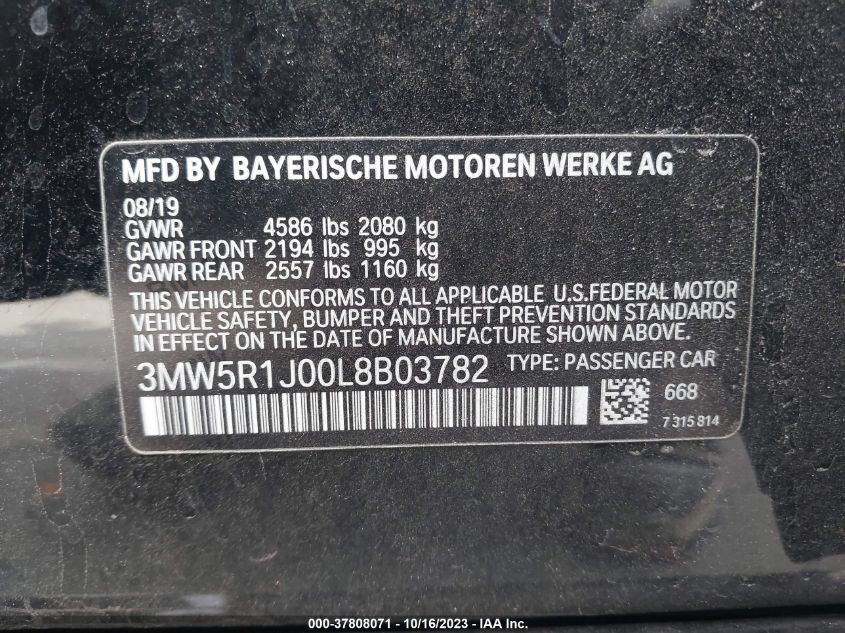 MFD BY BAYERISCHE MOTOREN WERKE AG
08/19
GVWR 4586 lbs 2080 kg
GAWR FRONT 2194 lbs 995 kg
GAWR REAR 2557 lbs 1160 kg
THIS VEHICLE CONFORMS TO ALL APPLICABLE U.S.FEDERAL MOTOR
VEHICLE SAFETY, BUMPER AND THEFT PREVENTION STANDARDS
IN EFFECT ON THE DATE OF MANUFACTURE SHOWN ABOVE.
3MW5R1J00L8B03782 TYPE: PASSENGER CAR
668
7 315 814
000-37808071 - 10/16/2023 - IAA Inc.